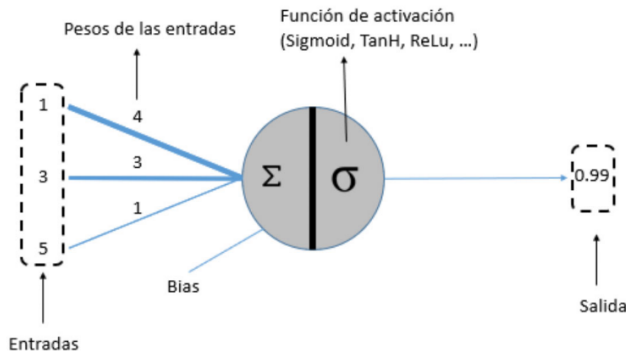 Pesos de las entradas
Función de activación
(Sigmoid, TanH, ReLu, ...)
1
4
3
3
1
5
Σ
σ
0.99
Bias
Salida
Entradas